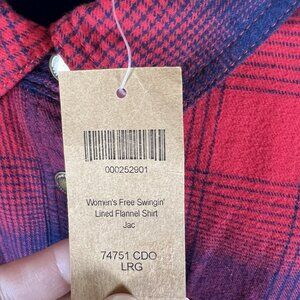 000252901
Women's Free Swingin'
Lined Flannel Shirt
Jac
74751 CDO
LRG